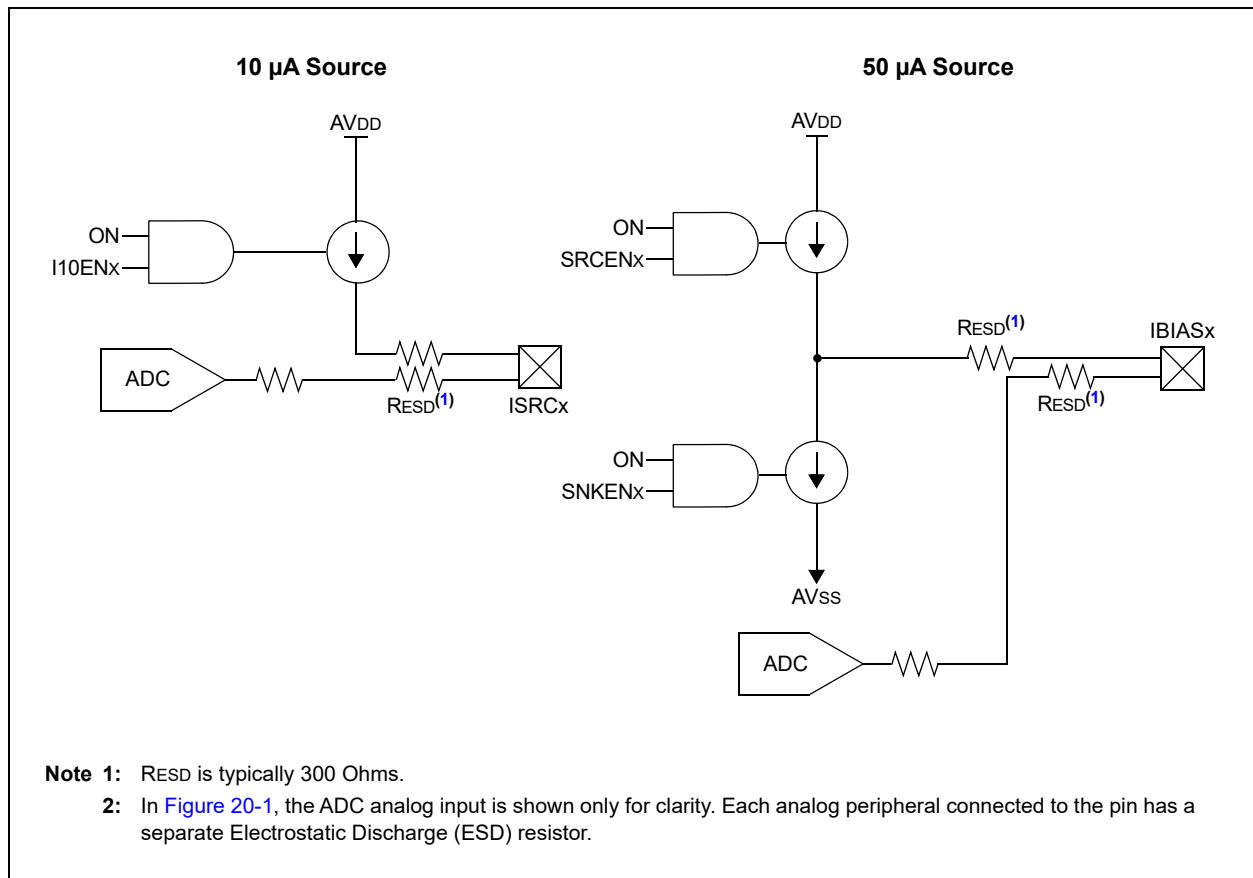 10 µA Source
AVDD
ON
I10ENX
ADC
RESD(1)
ISRCx
50 µA Source
AVDD
ON
SRCENX
RESD(1)
IBIASx
RESD(1)
ON
SNKENX
AVSS
ADC
Note 1: RESD is typically 300 Ohms.
2: In Figure 20-1, the ADC analog input is shown only for clarity. Each analog peripheral connected to the pin has a
separate Electrostatic Discharge (ESD) resistor.